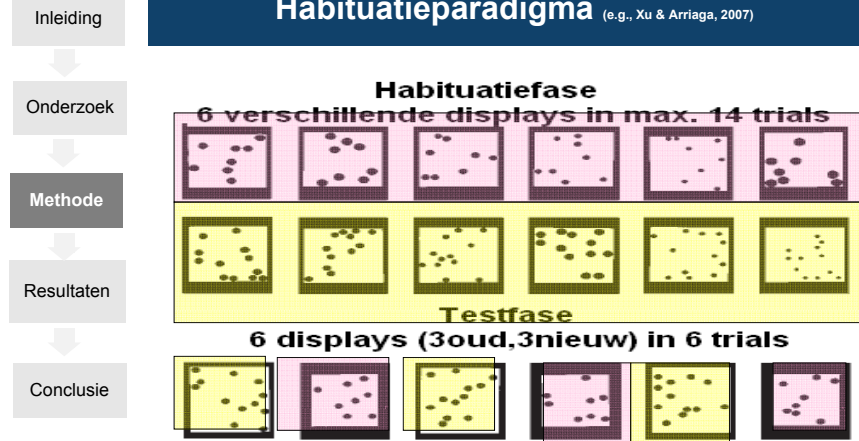 Habituatieparadigma (e.g., Xu & Arriaga, 2007)
Inleiding
Onderzoek
Methode
Resultaten
Conclusie
Habituatiefase
6 verschillende displays in max. 14 trials
Testfase
6 displays (3oud,3nieuw) in 6 trials